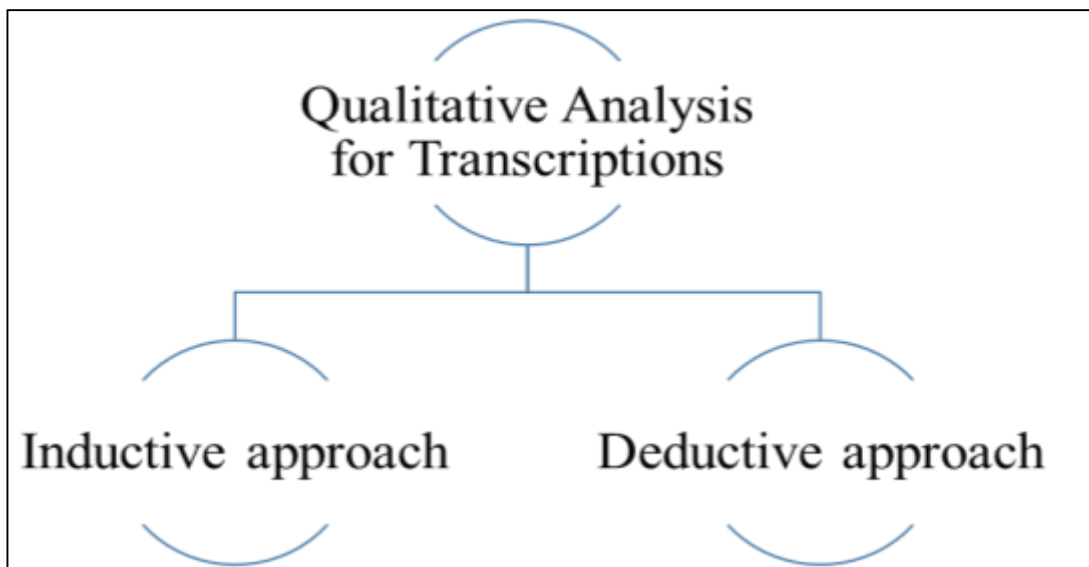 Qualitative Analysis
for Transcriptions
Inductive approach
Deductive approach